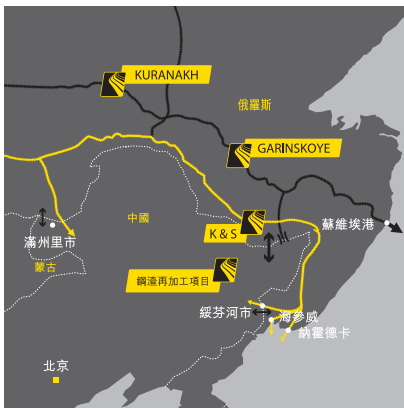 KURANAKH
俄羅斯
GARINSKOYE
中國
K & S
蘇維埃港
滿州里市
蒙古
鋼渣再加工項目
綏芬河市
海參威
納霍德卡
北京